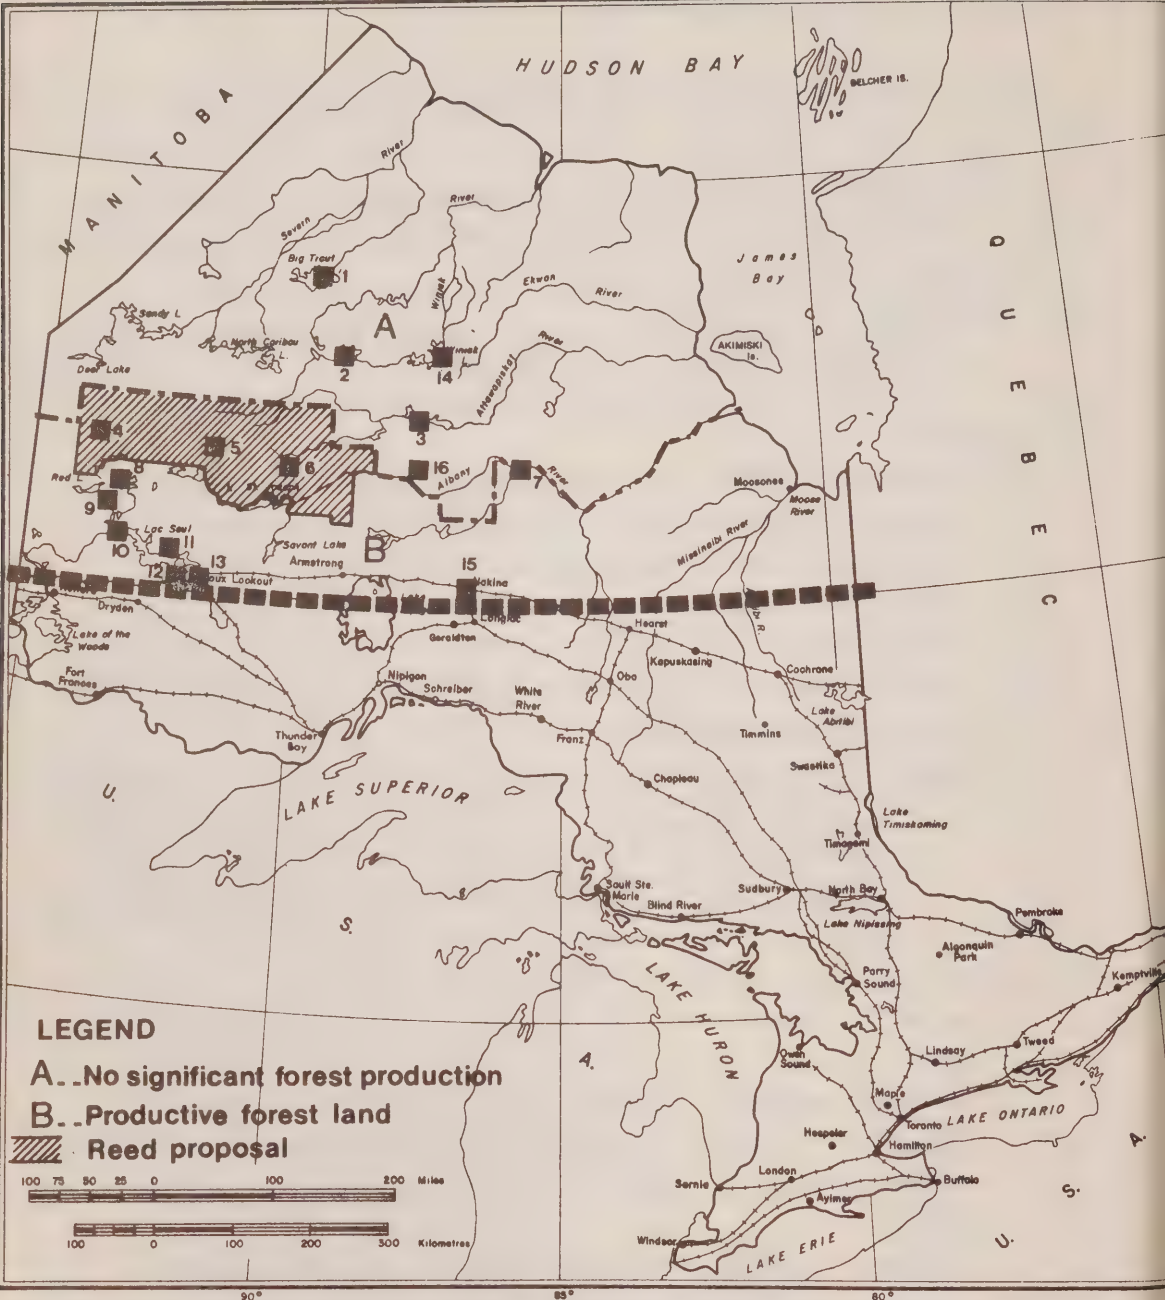 HUDSON BAY
BELCHER IS.
MANITOBA
River
River
Severn
Big Trout
1
James
Bay
QUEBEC
Winisk
Ekwan
River
A
Sandy L.
North Caribou
L.
River
AKIMISKI
Is.
2
Winisk
L.
14
Deer Lake
Attawapiskat
3
4
5
6
16
Albany
7
River
8
Red L.
9
Moosonee
Moose
River
10
Lac Seul
11
Savant Lake
B
Missinaibi River
12
13
Armstrong
15
Nakina
Sioux Lookout
Dryden
Longlac
Lake of the
Woods
Geraldton
Hearst
Kapuskasing
Cochrane
Fort
Frances
Nipigon
Schreiber
White
River
Oba
Lake
Abitibi
Thunder
Bay
Franz
Timmins
Swastika
U.
LAKE SUPERIOR
Chapleau
Lake
Timiskaming
Timagami
Sault Ste.
Marie
Blind River
Sudbury
North Bay
Lake Nipissing
Pembroke
S.
Algonquin
Park
Parry
Sound
Kemptville
LAKE HURON
LEGEND
A.
Owen
Sound
Lindsay
Tweed
A..No significant forest production
B..Productive forest land
Reed proposal
Maple
Toronto
LAKE ONTARIO
Hespeler
Hamilton
A.
100 75 50 25 0 100 200 Miles
London
Sarnia
Aylmer
Buffalo
S.
100 0 100 200 300 Kilometres
Windsor
LAKE ERIE
U.
90°
85°
80°